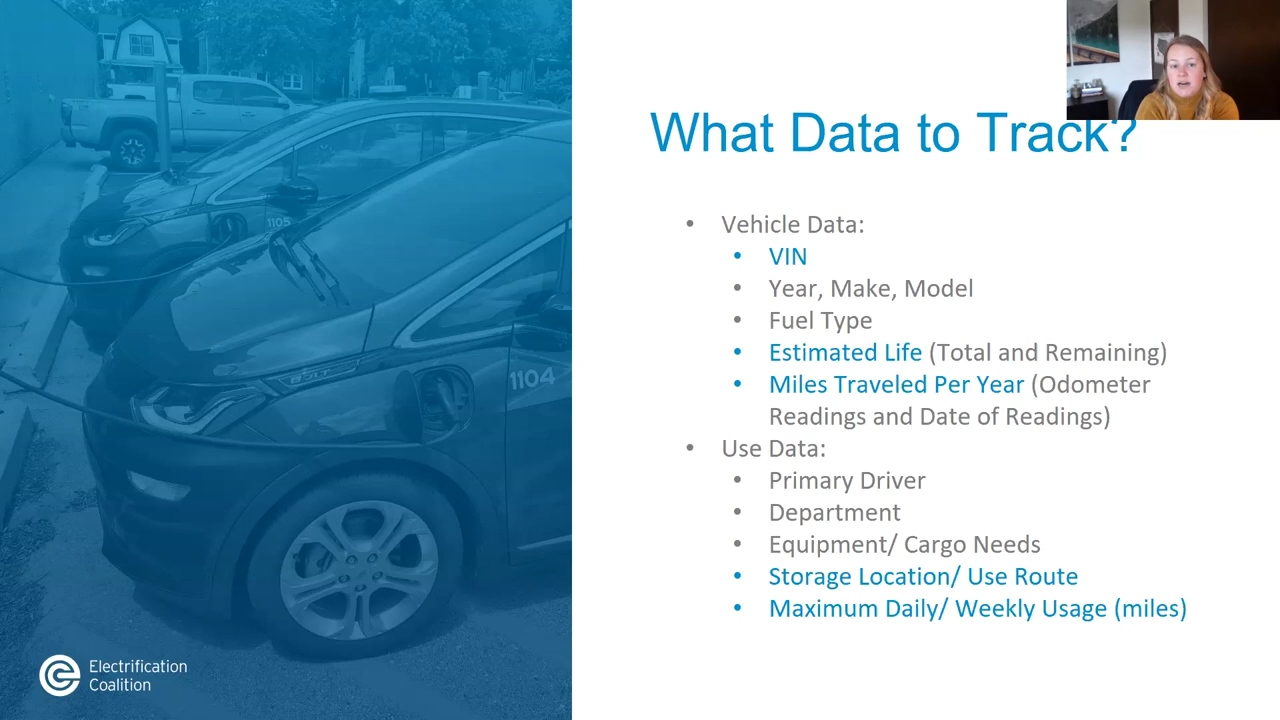 What Data to Track?
• Vehicle Data:
• VIN
• Year, Make, Model
• Fuel Type
• Estimated Life (Total and Remaining)
• Miles Traveled Per Year (Odometer
Readings and Date of Readings)
• Use Data:
• Primary Driver
• Department
• Equipment/ Cargo Needs
• Storage Location/ Use Route
• Maximum Daily/ Weekly Usage (miles)
1105
BOLT
1104
Electrification
Coalition